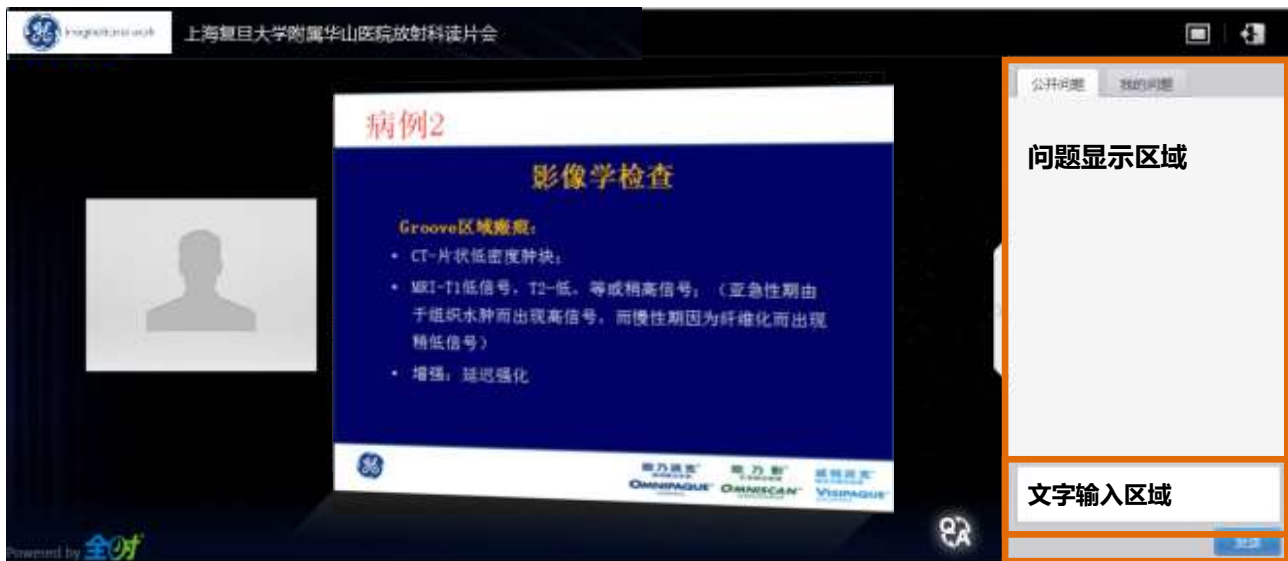 上海复旦大学附属华山医院放射科读片会
公开问题
我的问题
病例2
影像学检查
Groove区域瘢痕:
• CT-片状低密度肿块;
• MRI-T1低信号,T2-低、等或稍高信号;(亚急性期由
于组织水肿而出现高信号,而慢性期因为纤维化而出现
稍低信号)
• 增强:延迟强化
OMNIPAQUE
OMNISCAN
VISIPAQUE
问题显示区域
文字输入区域
Q
A
Powered by 全时